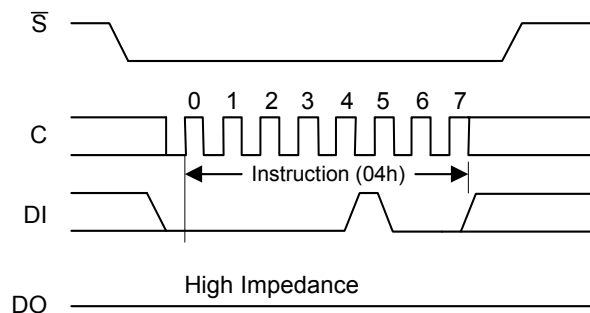 S̅
0 1 2 3 4 5 6 7
C
Instruction (04h)
DI
High Impedance
DO